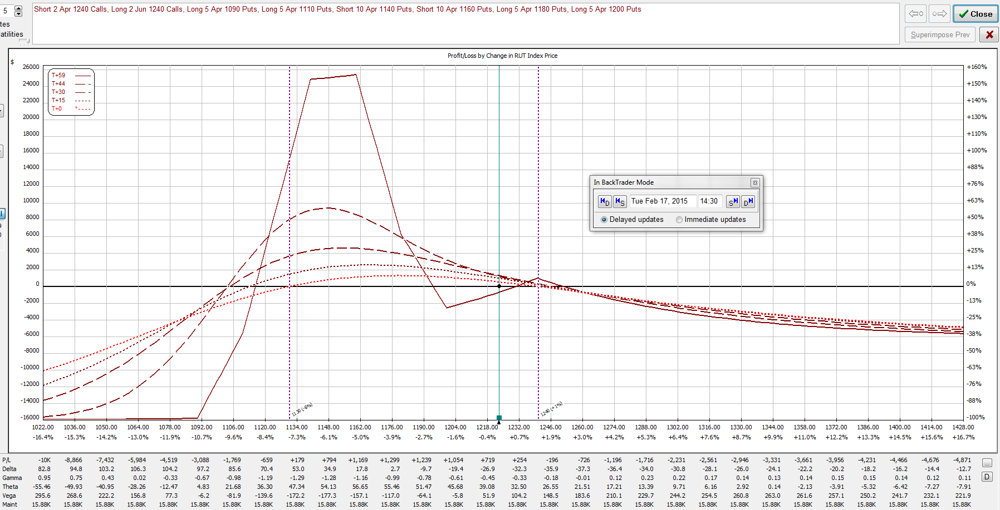 5
Short 2 Apr 1240 Calls, Long 2 Jun 1240 Calls, Long 5 Apr 1090 Puts, Long 5 Apr 1110 Puts, Short 10 Apr 1140 Puts, Short 10 Apr 1160 Puts, Long 5 Apr 1180 Puts, Long 5 Apr 1200 Puts
Close
tes
atilities
Superimpose Prev
Profit/Loss by Change in RUT Index Price
$
26000 +160%
T+59
T+44
24000 +150%
T+30
22000 +140%
T+15
T+0 *
20000 +130%
18000 +110%
16000 +100%
14000 +88%
12000 +76%
In BackTrader Mode
10000 +63%
D S Tue Feb 17, 2015 14:30 S D
8000 +50%
Delayed updates Immediate updates
6000 +38%
4000 +25%
2000 +13%
0 0%
-2000 -13%
-4000 -25%
-6000 -38%
-8000 -50%
-10000 -63%
-12000 -76%
-14000 -88%
1130 (-8%) 1240 (+1%)
-16000 -100%
1022.00 1036.00 1050.00 1064.00 1078.00 1092.00 1106.00 1120.00 1134.00 1148.00 1162.00 1176.00 1190.00 1204.00 1218.00 1232.00 1246.00 1260.00 1274.00 1288.00 1302.00 1316.00 1330.00 1344.00 1358.00 1372.00 1386.00 1400.00 1414.00 1428.00
-16.4% -15.3% -14.2% -13.0% -11.9% -10.7% -9.6% -8.4% -7.3% -6.1% -5.0% -3.9% -2.7% -1.6% -0.4% +0.7% +1.9% +3.0% +4.2% +5.3% +6.4% +7.6% +8.7% +9.9% +11.0% +12.2% +13.3% +14.5% +15.6% +16.7%
P/L -10K -8,866 -7,432 -5,984 -4,519 -3,088 -1,769 -659 +179 +794 +1,169 +1,299 +1,239 +1,054 +719 +254 -196 -726 -1,196 -1,716 -2,231 -2,561 -2,946 -3,331 -3,661 -3,956 -4,231 -4,466 -4,676 -4,871 ...
Delta 82.8 94.8 103.2 106.3 104.2 97.2 85.6 70.4 53.0 34.9 17.8 2.7 -9.7 -19.4 -26.9 -32.3 -35.9 -37.3 -36.4 -34.0 -30.8 -28.1 -26.0 -24.1 -22.2 -20.2 -18.2 -16.2 -14.4 -12.7
Gamma 0.95 0.75 0.43 0.02 -0.33 -0.67 -0.98 -1.19 -1.29 -1.28 -1.16 -0.99 -0.78 -0.61 -0.45 -0.33 -0.18 -0.01 0.12 0.23 0.22 0.17 0.14 0.13 0.14 0.15 0.15 0.14 0.12 0.11 D
Theta -55.46 -49.93 -40.95 -28.26 -12.47 4.83 21.68 36.30 47.34 54.13 56.65 55.46 51.47 45.68 39.08 32.50 26.55 21.51 17.21 13.39 9.71 6.16 2.92 0.14 -2.13 -3.91 -5.32 -6.42 -7.27 -7.91
Vega 295.6 268.6 222.2 156.8 77.3 -6.2 -81.9 -139.6 -172.2 -177.3 -157.1 -117.0 -64.1 -5.8 51.9 104.2 148.5 183.6 210.1 229.7 244.2 254.5 260.8 263.0 261.6 257.1 250.2 241.7 232.1 221.9
Maint 15.88K 15.88K 15.88K 15.88K 15.88K 15.88K 15.88K 15.88K 15.88K 15.88K 15.88K 15.88K 15.88K 15.88K 15.88K 15.88K 15.88K 15.88K 15.88K 15.88K 15.88K 15.88K 15.88K 15.88K 15.88K 15.88K 15.88K 15.88K 15.88K 15.88K